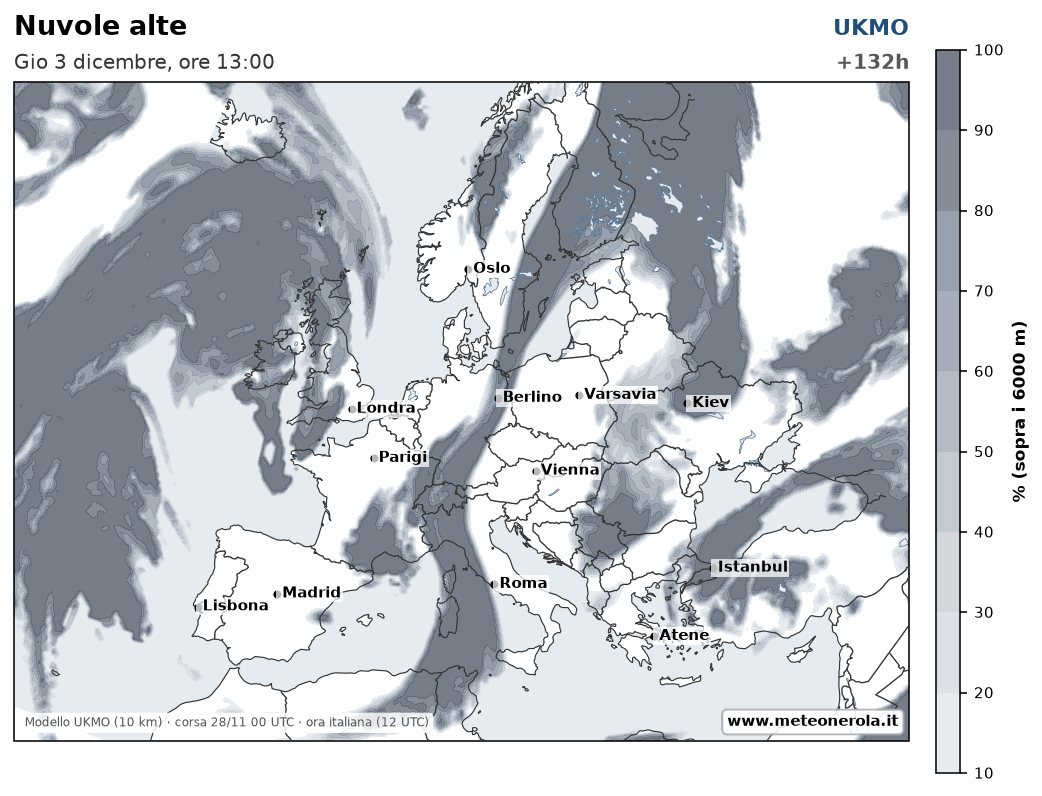 Nuvole alte
UKMO
Gio 3 dicembre, ore 13:00
+132h
100
90
80
70
60
50
40
30
20
10
% (sopra i 6000 m)
Oslo
Berlino
Varsavia
Kiev
Londra
Parigi
Vienna
Istanbul
Roma
Madrid
Lisbona
Atene
Modello UKMO (10 km) · corsa 28/11 00 UTC · ora italiana (12 UTC)
www.meteonerola.it